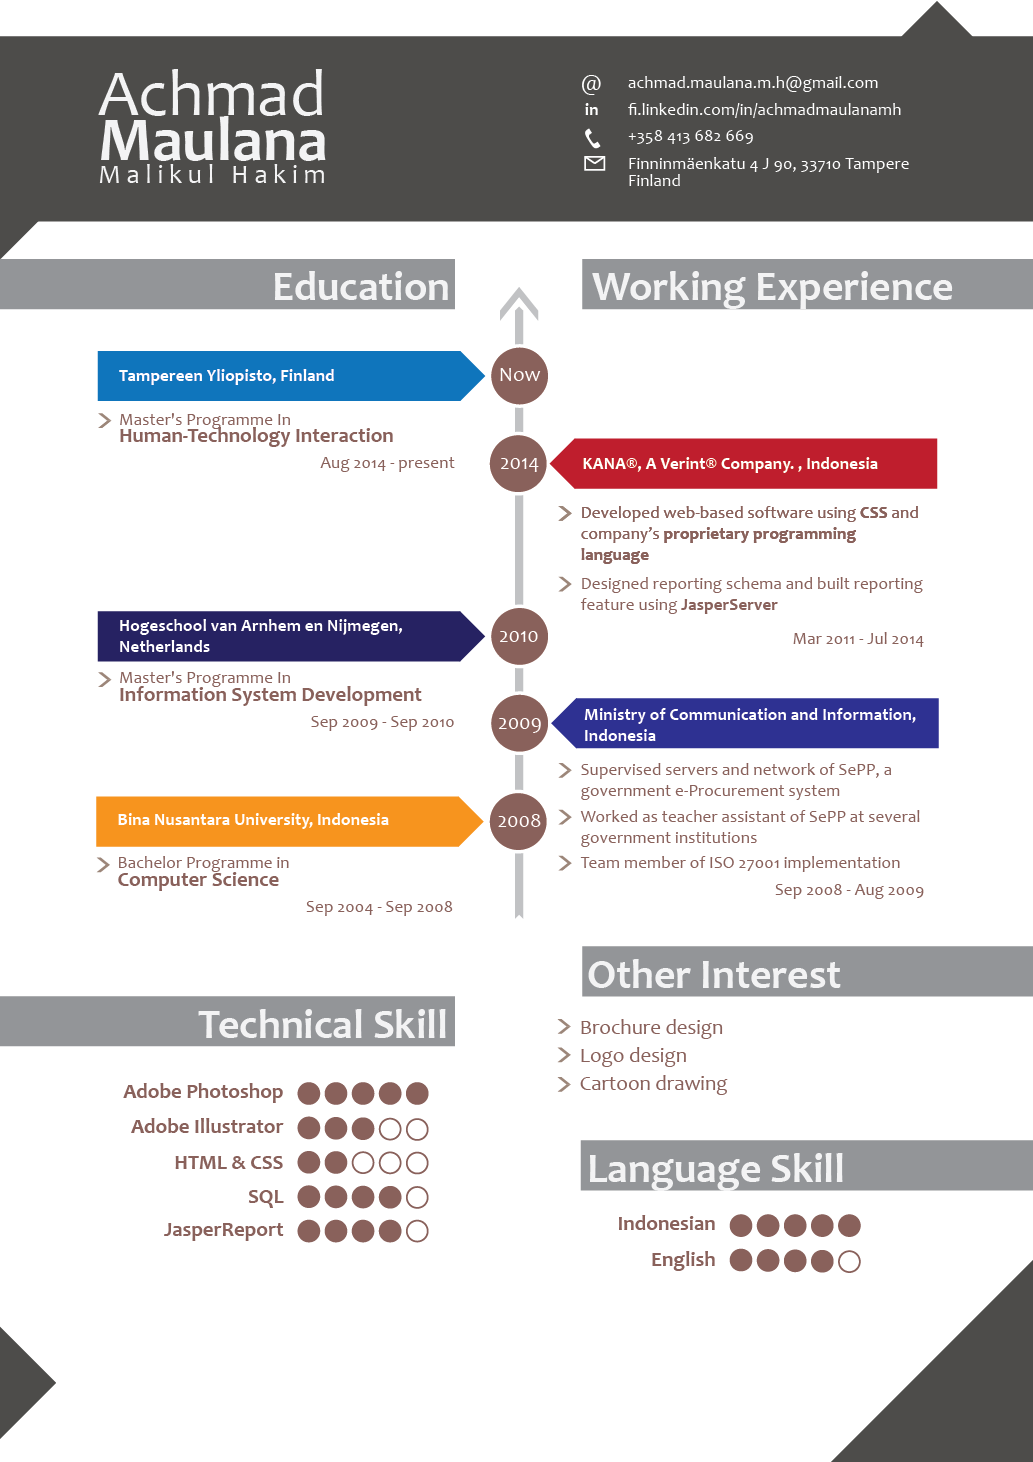 Achmad
Maulana
Malikul Hakim
@ achmad.maulana.m.h@gmail.com
in fi.linkedin.com/in/achmadmaulanamh
+358 413 682 669
Finninmäenkatu 4 J 90, 33710 Tampere
Finland
Education
Tampereen Yliopisto, Finland
Master's Programme In
Human-Technology Interaction
Aug 2014 - present
Hogeschool van Arnhem en Nijmegen,
Netherlands
Master's Programme In
Information System Development
Sep 2009 - Sep 2010
Bina Nusantara University, Indonesia
Bachelor Programme in
Computer Science
Sep 2004 - Sep 2008
Now
2014
2010
2009
2008
Working Experience
KANA®, A Verint® Company. , Indonesia
Developed web-based software using CSS and
company’s proprietary programming
language
Designed reporting schema and built reporting
feature using JasperServer
Mar 2011 - Jul 2014
Ministry of Communication and Information,
Indonesia
Supervised servers and network of SePP, a
government e-Procurement system
Worked as teacher assistant of SePP at several
government institutions
Team member of ISO 27001 implementation
Sep 2008 - Aug 2009
Technical Skill
Adobe Photoshop
Adobe Illustrator
HTML & CSS
SQL
JasperReport
Other Interest
Brochure design
Logo design
Cartoon drawing
Language Skill
Indonesian
English